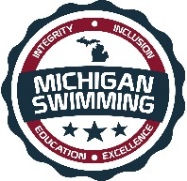 INTEGRITY • INCLUSION
MICHIGAN
SWIMMING
EDUCATION • EXCELLENCE